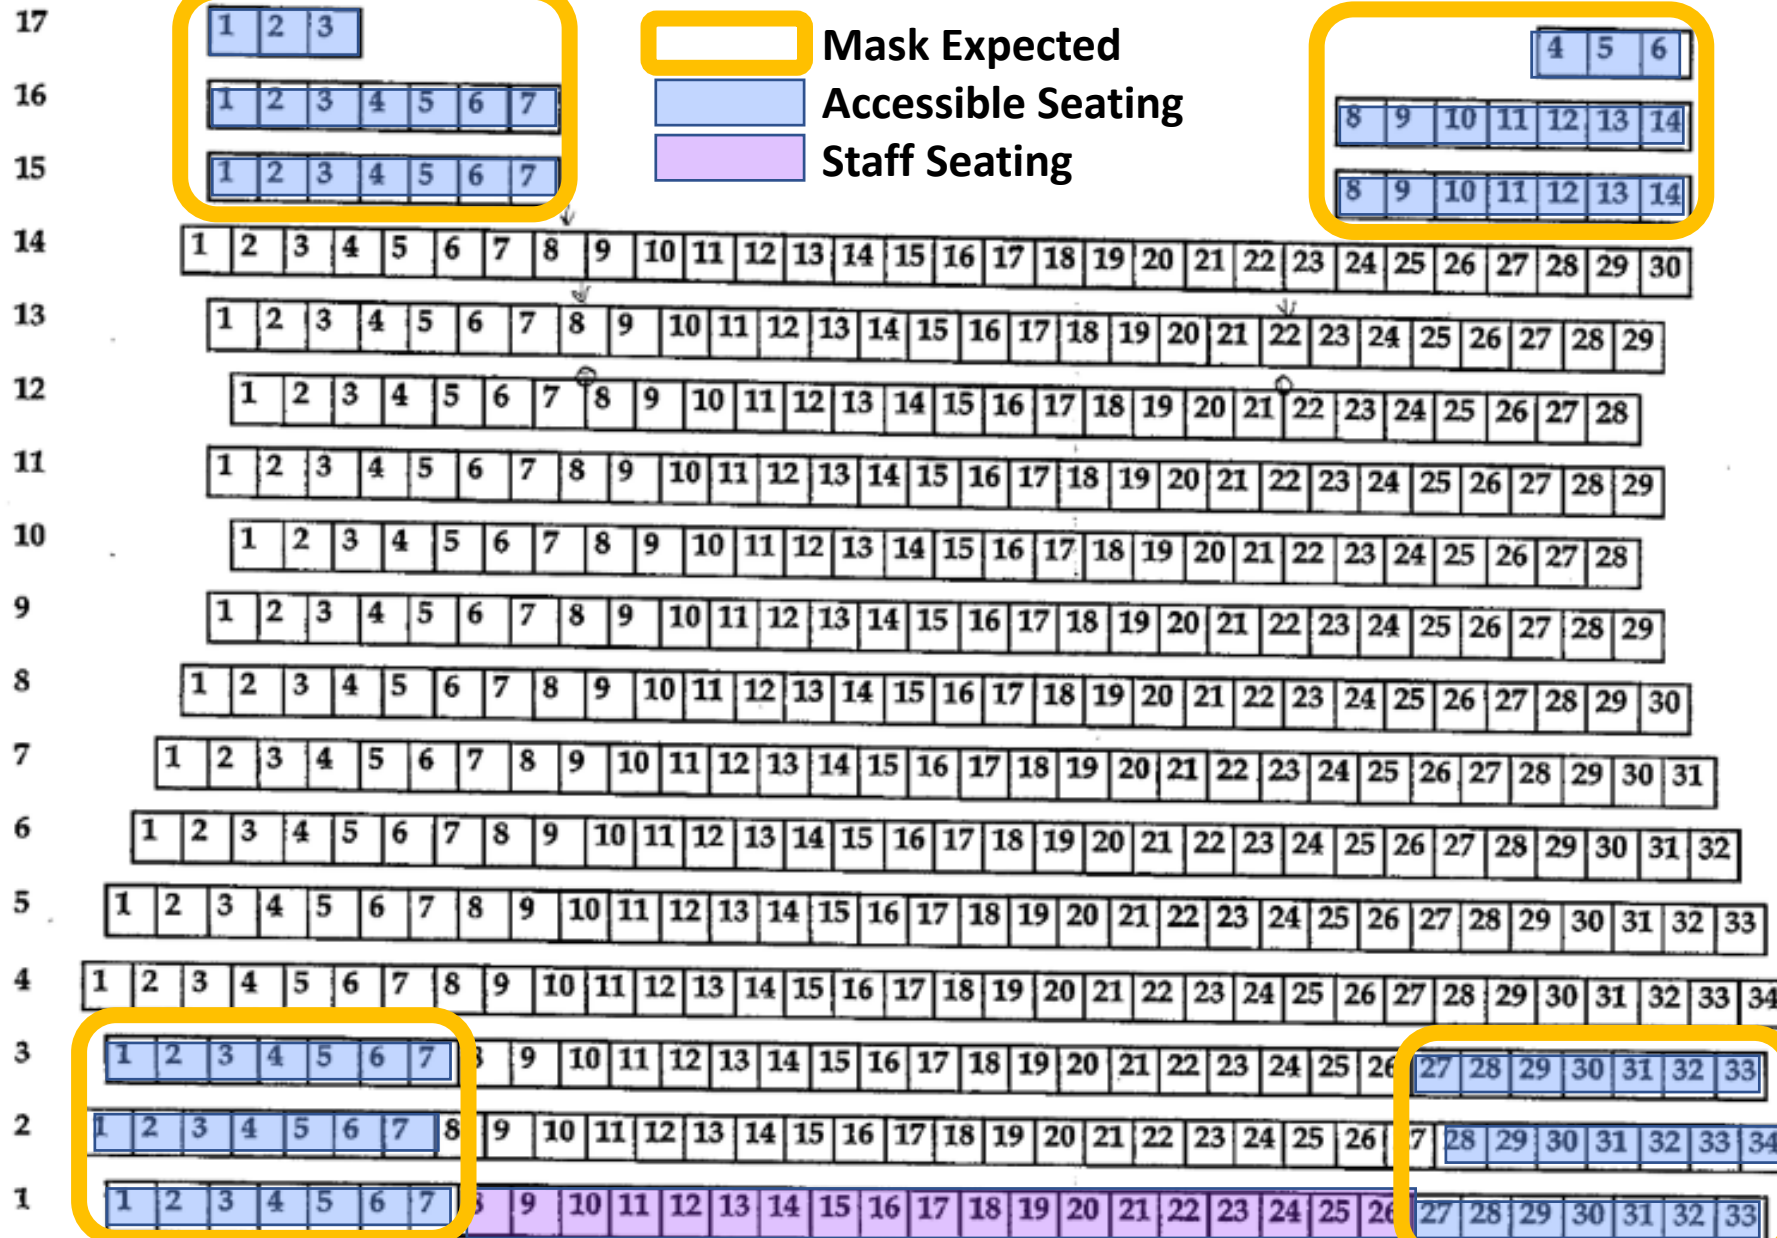 17 1 2 3 Mask Expected 4 5 6
16 1 2 3 4 5 6 7 Accessible Seating 8 9 10 11 12 13 14
15 1 2 3 4 5 6 7 Staff Seating 8 9 10 11 12 13 14
14 1 2 3 4 5 6 7 8 9 10 11 12 13 14 15 16 17 18 19 20 21 22 23 24 25 26 27 28 29 30
13 1 2 3 4 5 6 7 8 9 10 11 12 13 14 15 16 17 18 19 20 21 22 23 24 25 26 27 28 29
12 1 2 3 4 5 6 7 8 9 10 11 12 13 14 15 16 17 18 19 20 21 22 23 24 25 26 27 28
11 1 2 3 4 5 6 7 8 9 10 11 12 13 14 15 16 17 18 19 20 21 22 23 24 25 26 27 28 29
10 1 2 3 4 5 6 7 8 9 10 11 12 13 14 15 16 17 18 19 20 21 22 23 24 25 26 27 28
9 1 2 3 4 5 6 7 8 9 10 11 12 13 14 15 16 17 18 19 20 21 22 23 24 25 26 27 28 29
8 1 2 3 4 5 6 7 8 9 10 11 12 13 14 15 16 17 18 19 20 21 22 23 24 25 26 27 28 29 30
7 1 2 3 4 5 6 7 8 9 10 11 12 13 14 15 16 17 18 19 20 21 22 23 24 25 26 27 28 29 30 31
6 1 2 3 4 5 6 7 8 9 10 11 12 13 14 15 16 17 18 19 20 21 22 23 24 25 26 27 28 29 30 31 32
5 1 2 3 4 5 6 7 8 9 10 11 12 13 14 15 16 17 18 19 20 21 22 23 24 25 26 27 28 29 30 31 32 33
4 1 2 3 4 5 6 7 8 9 10 11 12 13 14 15 16 17 18 19 20 21 22 23 24 25 26 27 28 29 30 31 32 33 34
3 1 2 3 4 5 6 7 8 9 10 11 12 13 14 15 16 17 18 19 20 21 22 23 24 25 26 27 28 29 30 31 32 33
2 1 2 3 4 5 6 7 8 9 10 11 12 13 14 15 16 17 18 19 20 21 22 23 24 25 26 27 28 29 30 31 32 33 34
1 1 2 3 4 5 6 7 8 9 10 11 12 13 14 15 16 17 18 19 20 21 22 23 24 25 26 27 28 29 30 31 32 33